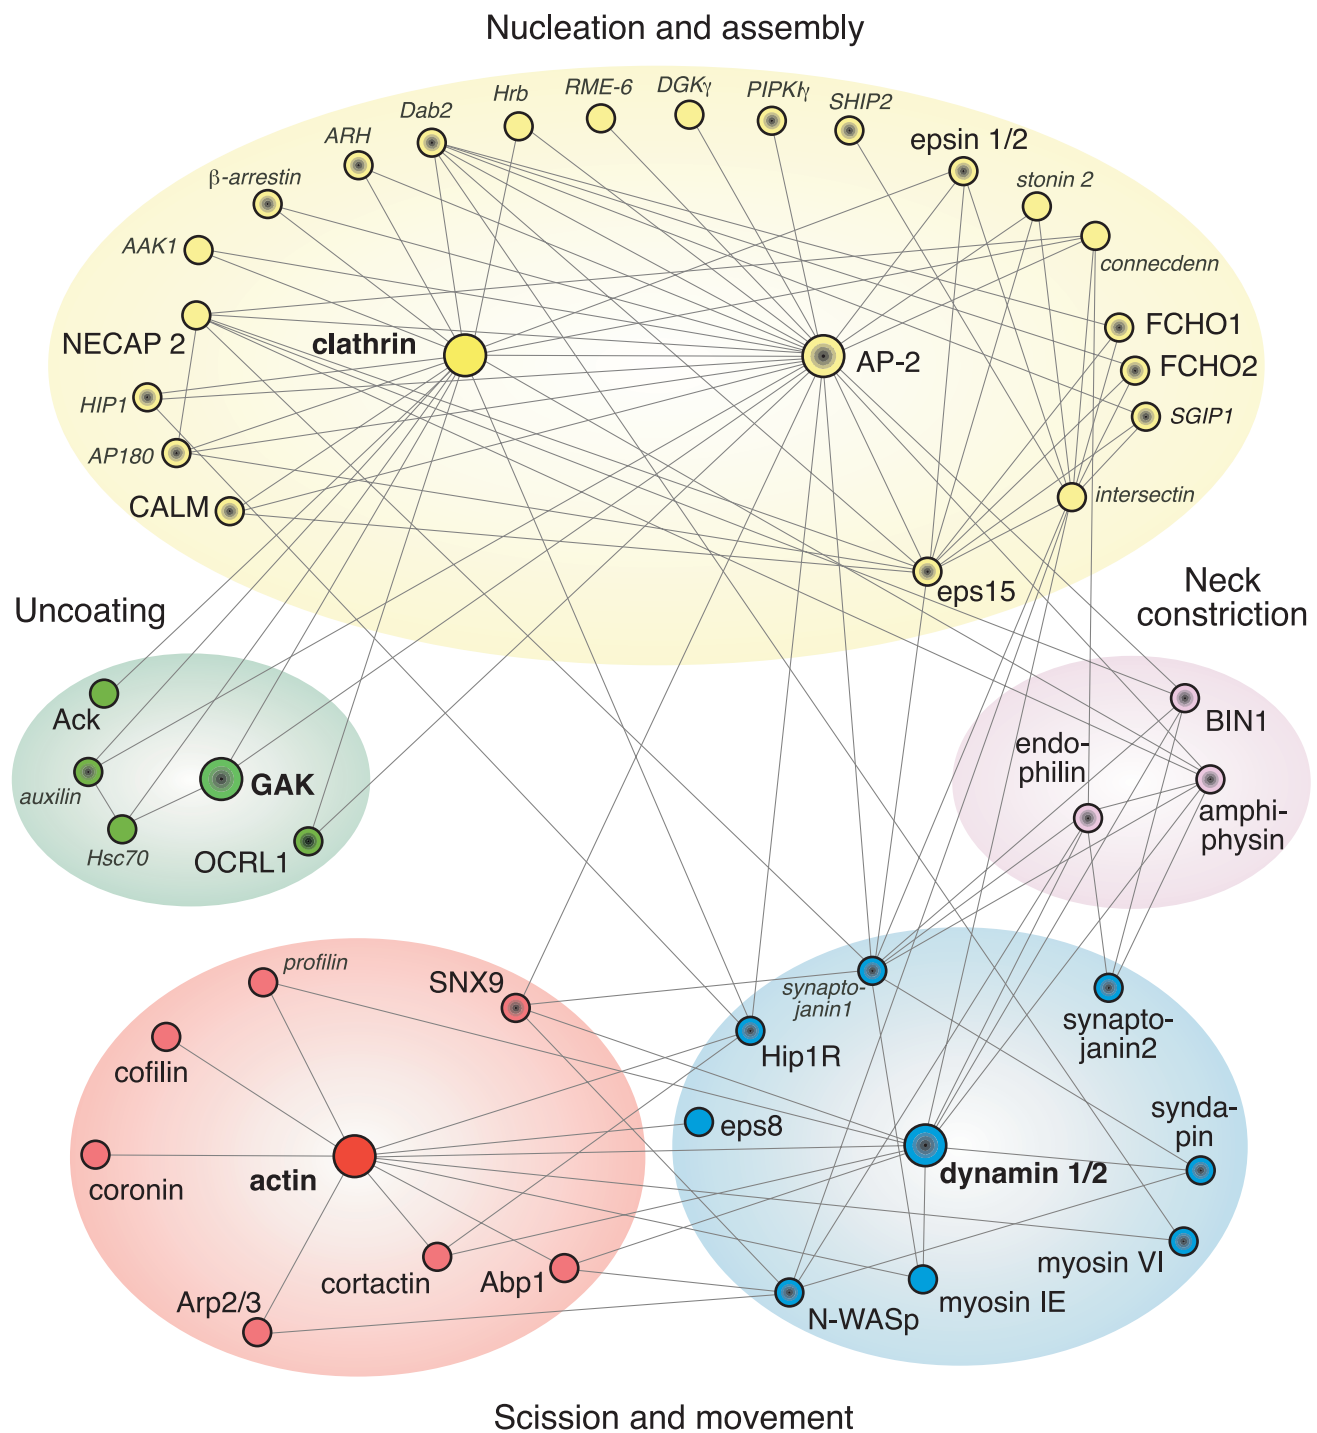 Nucleation and assembly
Hrb
RME-6
DGKγ
PIPKIγ
SHIP2
Dab2
ARH
epsin 1/2
β-arrestin
stonin 2
AAK1
connecdenn
NECAP 2
clathrin
AP-2
FCHO1
FCHO2
HIP1
SGIP1
AP180
CALM
intersectin
eps15
Uncoating
Neck
constriction
Ack
BIN1
auxilin
GAK
endo-
philin
Hsc70
OCRL1
amphi-
physin
profilin
SNX9
synapto-
janin1
cofilin
Hip1R
synapto-
janin2
eps8
synda-
pin
coronin
actin
dynamin 1/2
cortactin
Abp1
myosin VI
Arp2/3
N-WASp
myosin IE
Scission and movement